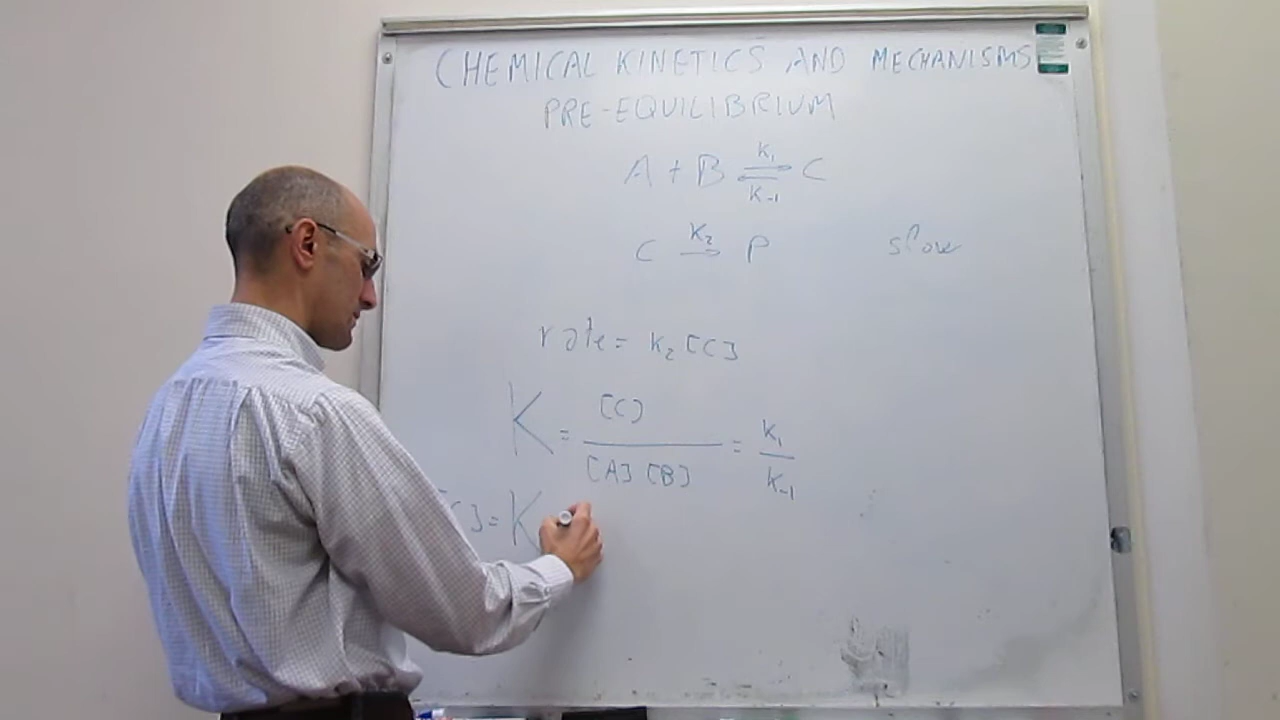 CHEMICAL KINETICS AND MECHANISMS
PRE-EQUILIBRIUM
A + B ⇌ C k₁ k₋₁
C → P k₂ slow
rate = k₂ [C]
K = [C] / [A] [B] = k₁ / k₋₁
[C] = K